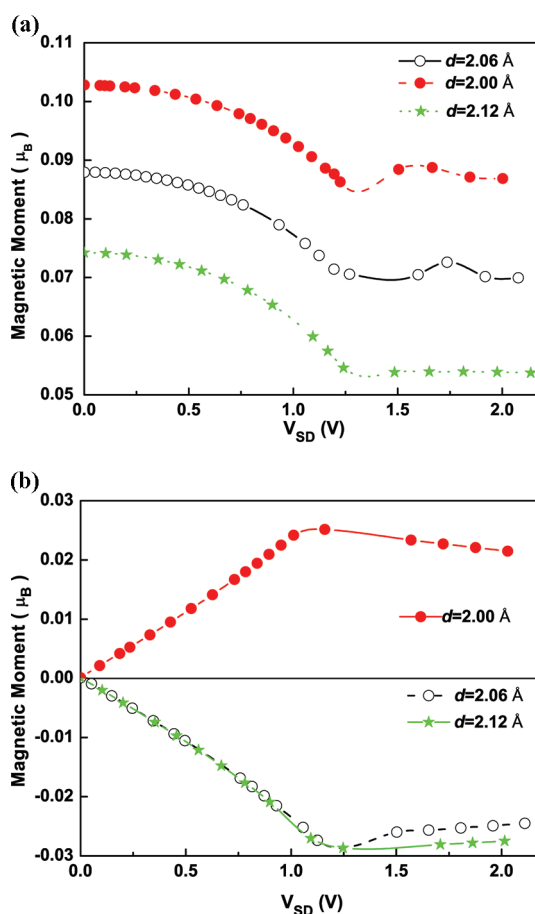 (a)
0.11
0.10
0.09
0.08
0.07
0.06
0.05
Magnetic Moment ( μB)
d=2.06 Å
d=2.00 Å
d=2.12 Å
0.0 0.5 1.0 1.5 2.0
VSD (V)
(b)
0.03
0.02
0.01
0.00
-0.01
-0.02
-0.03
Magnetic Moment ( μB)
d=2.00 Å
d=2.06 Å
d=2.12 Å
0.0 0.5 1.0 1.5 2.0
VSD (V)